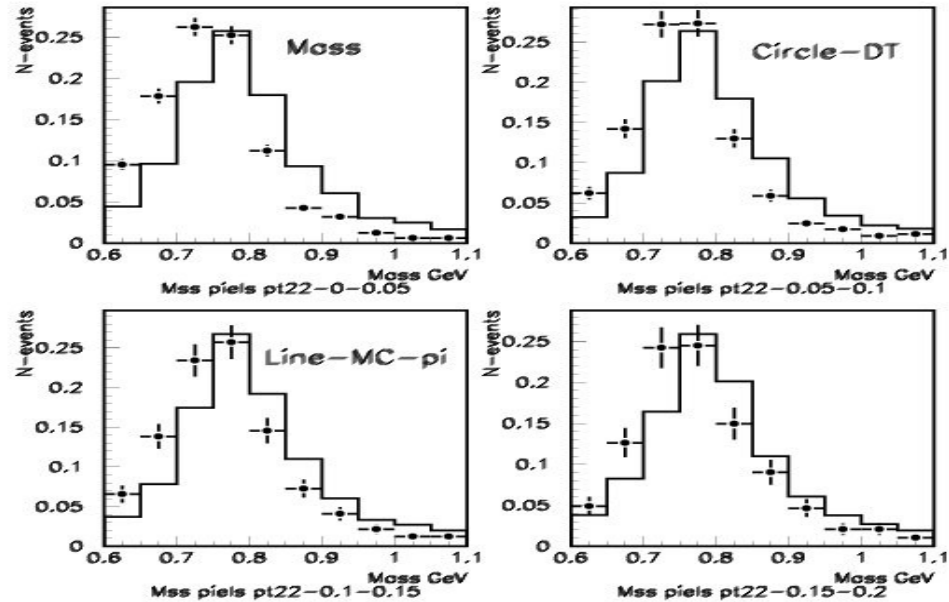 N-events
0.25
0.2
0.15
0.1
0.05
0
Mass
0.6 0.7 0.8 0.9 1 1.1
Mass GeV
Mss piels pt22-0-0.05
N-events
0.25
0.2
0.15
0.1
0.05
0
Circle-DT
0.6 0.7 0.8 0.9 1 1.1
Mass GeV
Mss piels pt22-0.05-0.1
N-events
0.25
0.2
0.15
0.1
0.05
0
Line-MC-pi
0.6 0.7 0.8 0.9 1 1.1
Mass GeV
Mss piels pt22-0.1-0.15
N-events
0.25
0.2
0.15
0.1
0.05
0
0.6 0.7 0.8 0.9 1 1.1
Mass GeV
Mss piels pt22-0.15-0.2